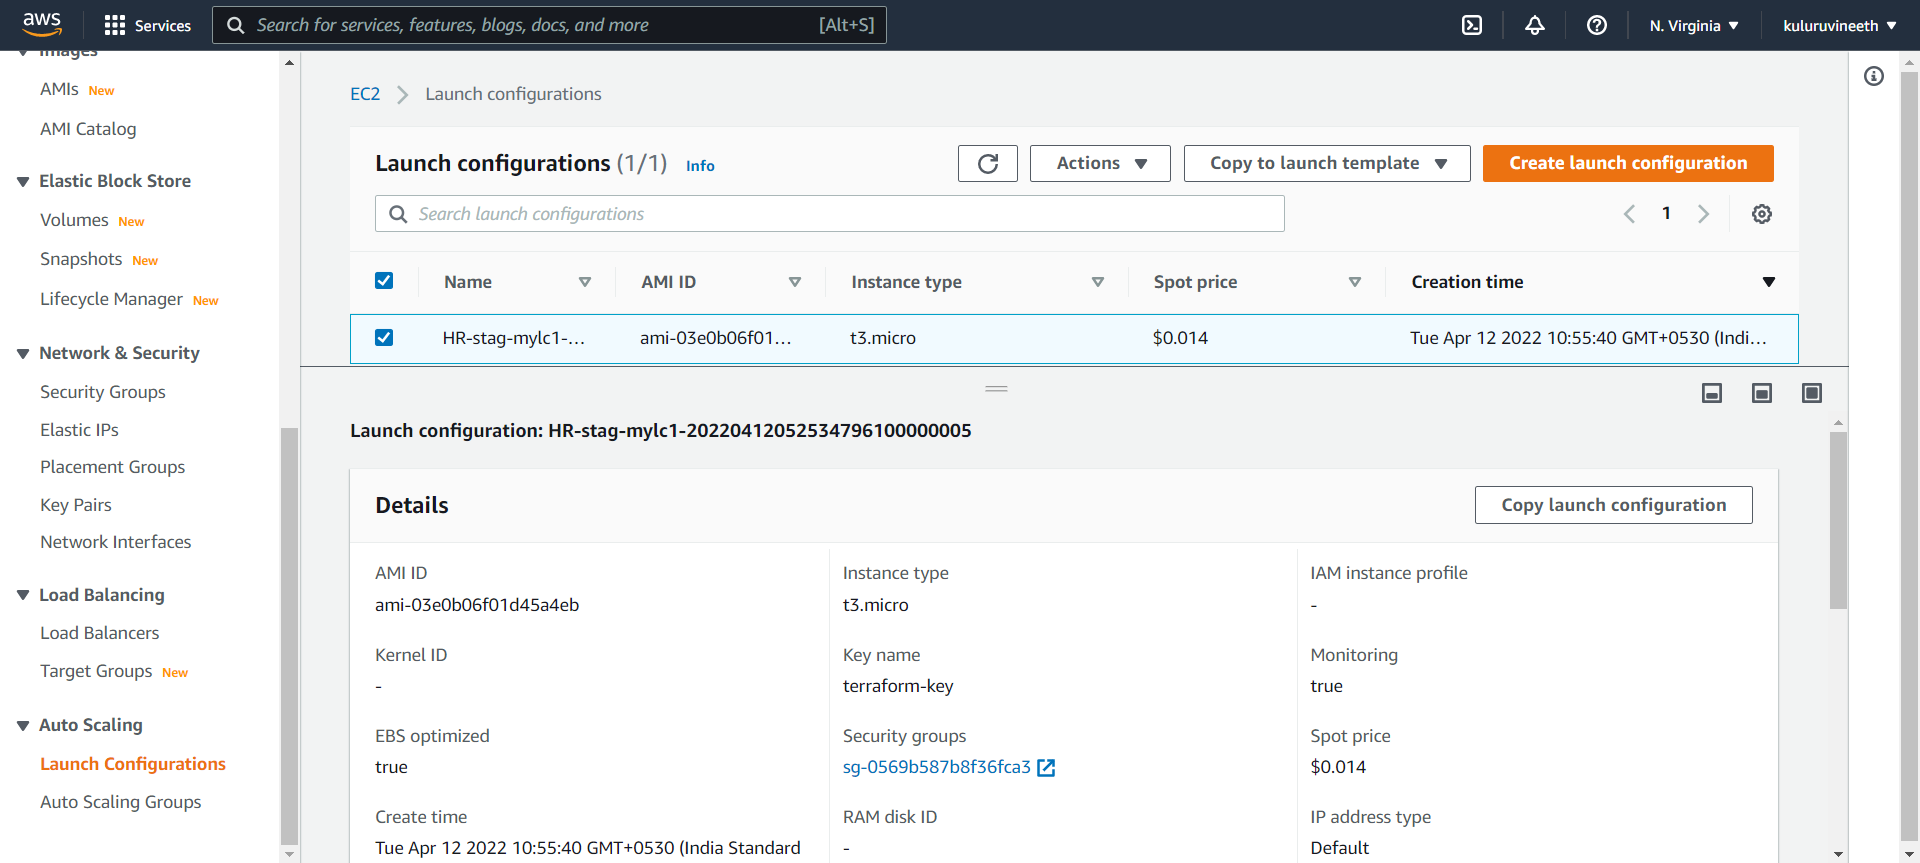 aws Services Search for services, features, blogs, docs, and more [Alt+S] N. Virginia kuluruvineeth
Images
AMIs New
AMI Catalog
Elastic Block Store
Volumes New
Snapshots New
Lifecycle Manager New
Network & Security
Security Groups
Elastic IPs
Placement Groups
Key Pairs
Network Interfaces
Load Balancing
Load Balancers
Target Groups New
Auto Scaling
Launch Configurations
Auto Scaling Groups
EC2 Launch configurations
Launch configurations (1/1) Info Actions Copy to launch template Create launch configuration
Search launch configurations 1
Name AMI ID Instance type Spot price Creation time
HR-stag-mylc1-... ami-03e0b06f01... t3.micro $0.014 Tue Apr 12 2022 10:55:40 GMT+0530 (Indi...
Launch configuration: HR-stag-mylc1-20220412052534796100000005
Details Copy launch configuration
AMI ID Instance type IAM instance profile
ami-03e0b06f01d45a4eb t3.micro -
Kernel ID Key name Monitoring
- terraform-key true
EBS optimized Security groups Spot price
true sg-0569b587b8f36fca3 $0.014
Create time RAM disk ID IP address type
Tue Apr 12 2022 10:55:40 GMT+0530 (India Standard - Default